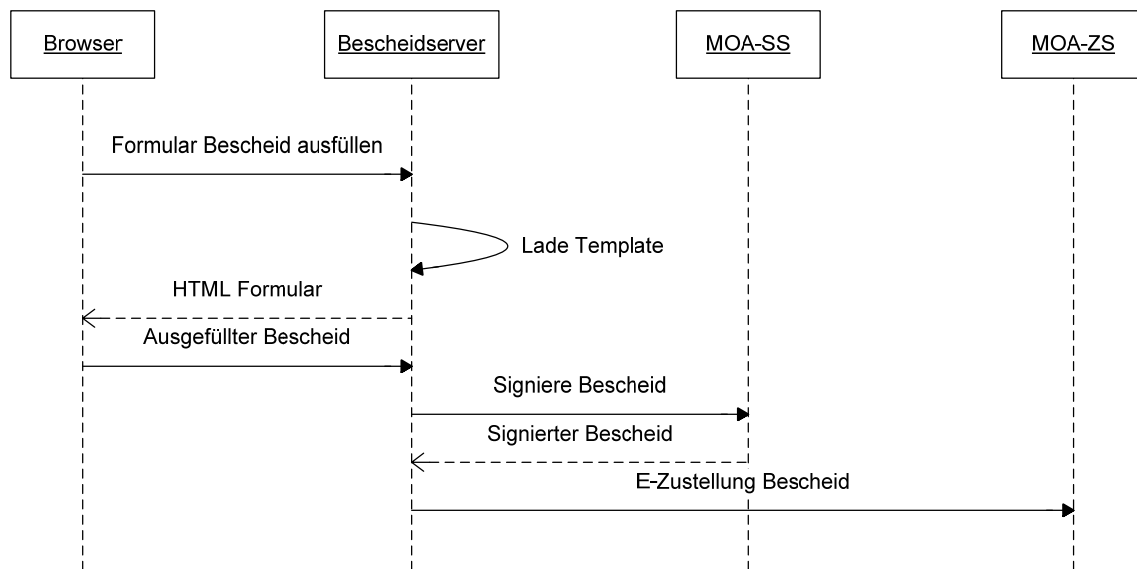 Browser
Bescheidserver
MOA-SS
MOA-ZS
Formular Bescheid ausfüllen
Lade Template
HTML Formular
Ausgefüllter Bescheid
Signiere Bescheid
Signierter Bescheid
E-Zustellung Bescheid